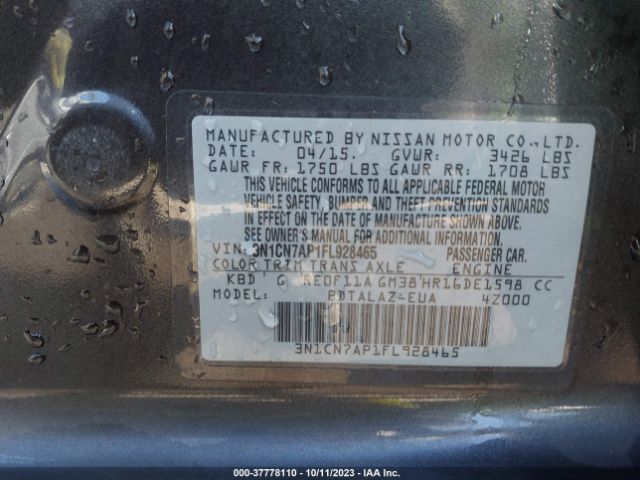 MANUFACTURED BY NISSAN MOTOR CO.,LTD.
DATE: 04/15. GVWR: 3426 LBS
GAWR FR: 1750 LBS GAWR RR: 1708 LBS
THIS VEHICLE CONFORMS TO ALL APPLICABLE FEDERAL MOTOR
VEHICLE SAFETY, BUMPER AND THEFT PREVENTION STANDARDS
IN EFFECT ON THE DATE OF MANUFACTURE SHOWN ABOVE.
SEE OWNER'S MANUAL FOR ADDITIONAL INFORMATION.
VIN: 3N1CN7AP1FL928465 PASSENGER CAR.
COLOR TRIM TRANS AXLE ENGINE
KBD G RE0F11A GM38 HR16DE1598 CC
MODEL: BDTALAZ-EUA 4Z000
3N1CN7AP1FL928465
000-37778110 - 10/11/2023 - IAA Inc.